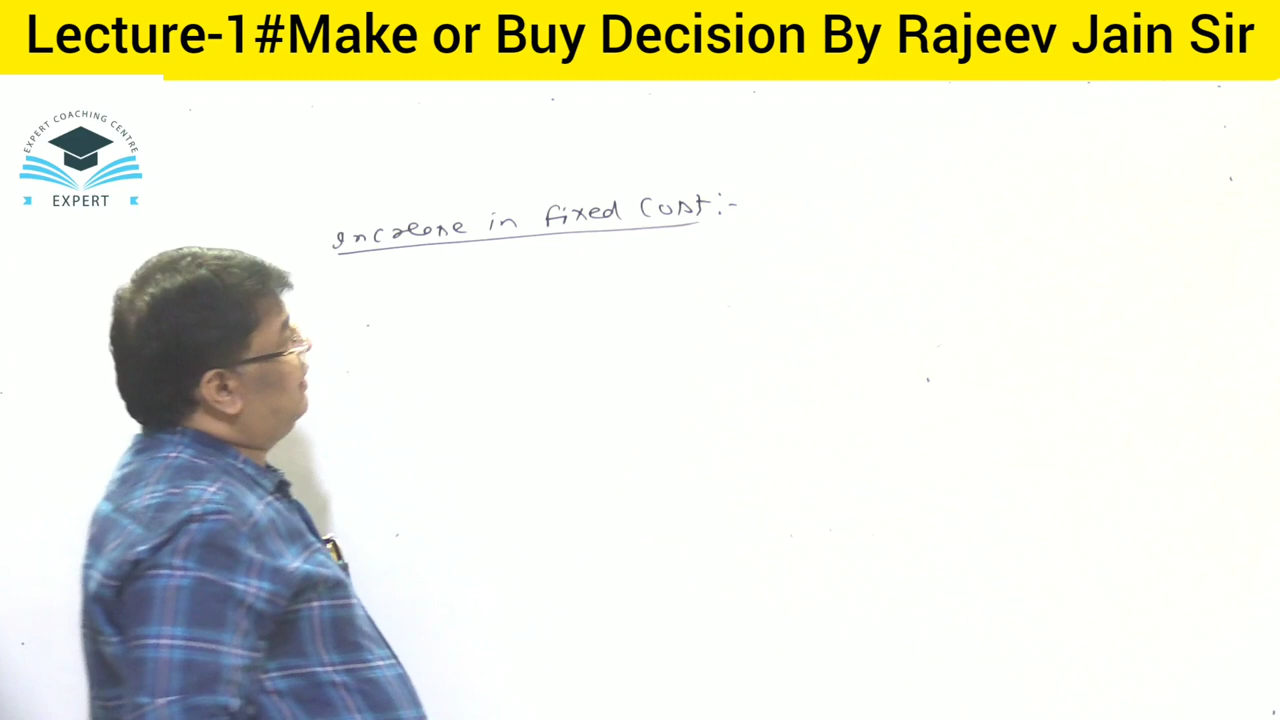 Lecture-1#Make or Buy Decision By Rajeev Jain Sir
EXPERT COACHING CENTRE
EXPERT
Increase in fixed Cost:-